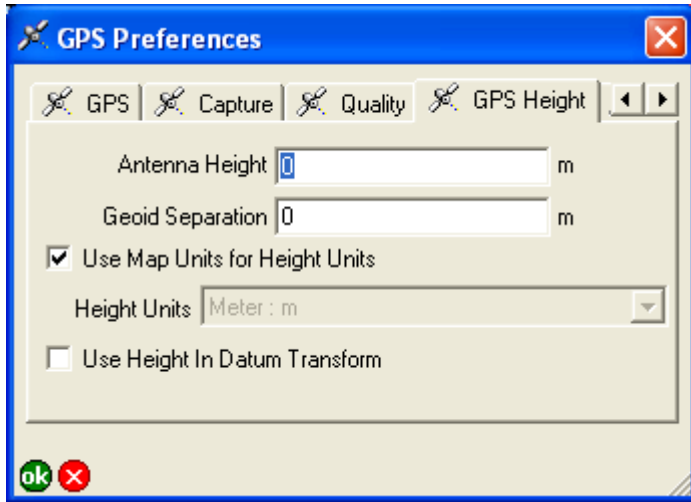 GPS Preferences
GPS Capture Quality GPS Height
Antenna Height 0 m
Geoid Separation 0 m
Use Map Units for Height Units
Height Units Meter : m
Use Height In Datum Transform
ok